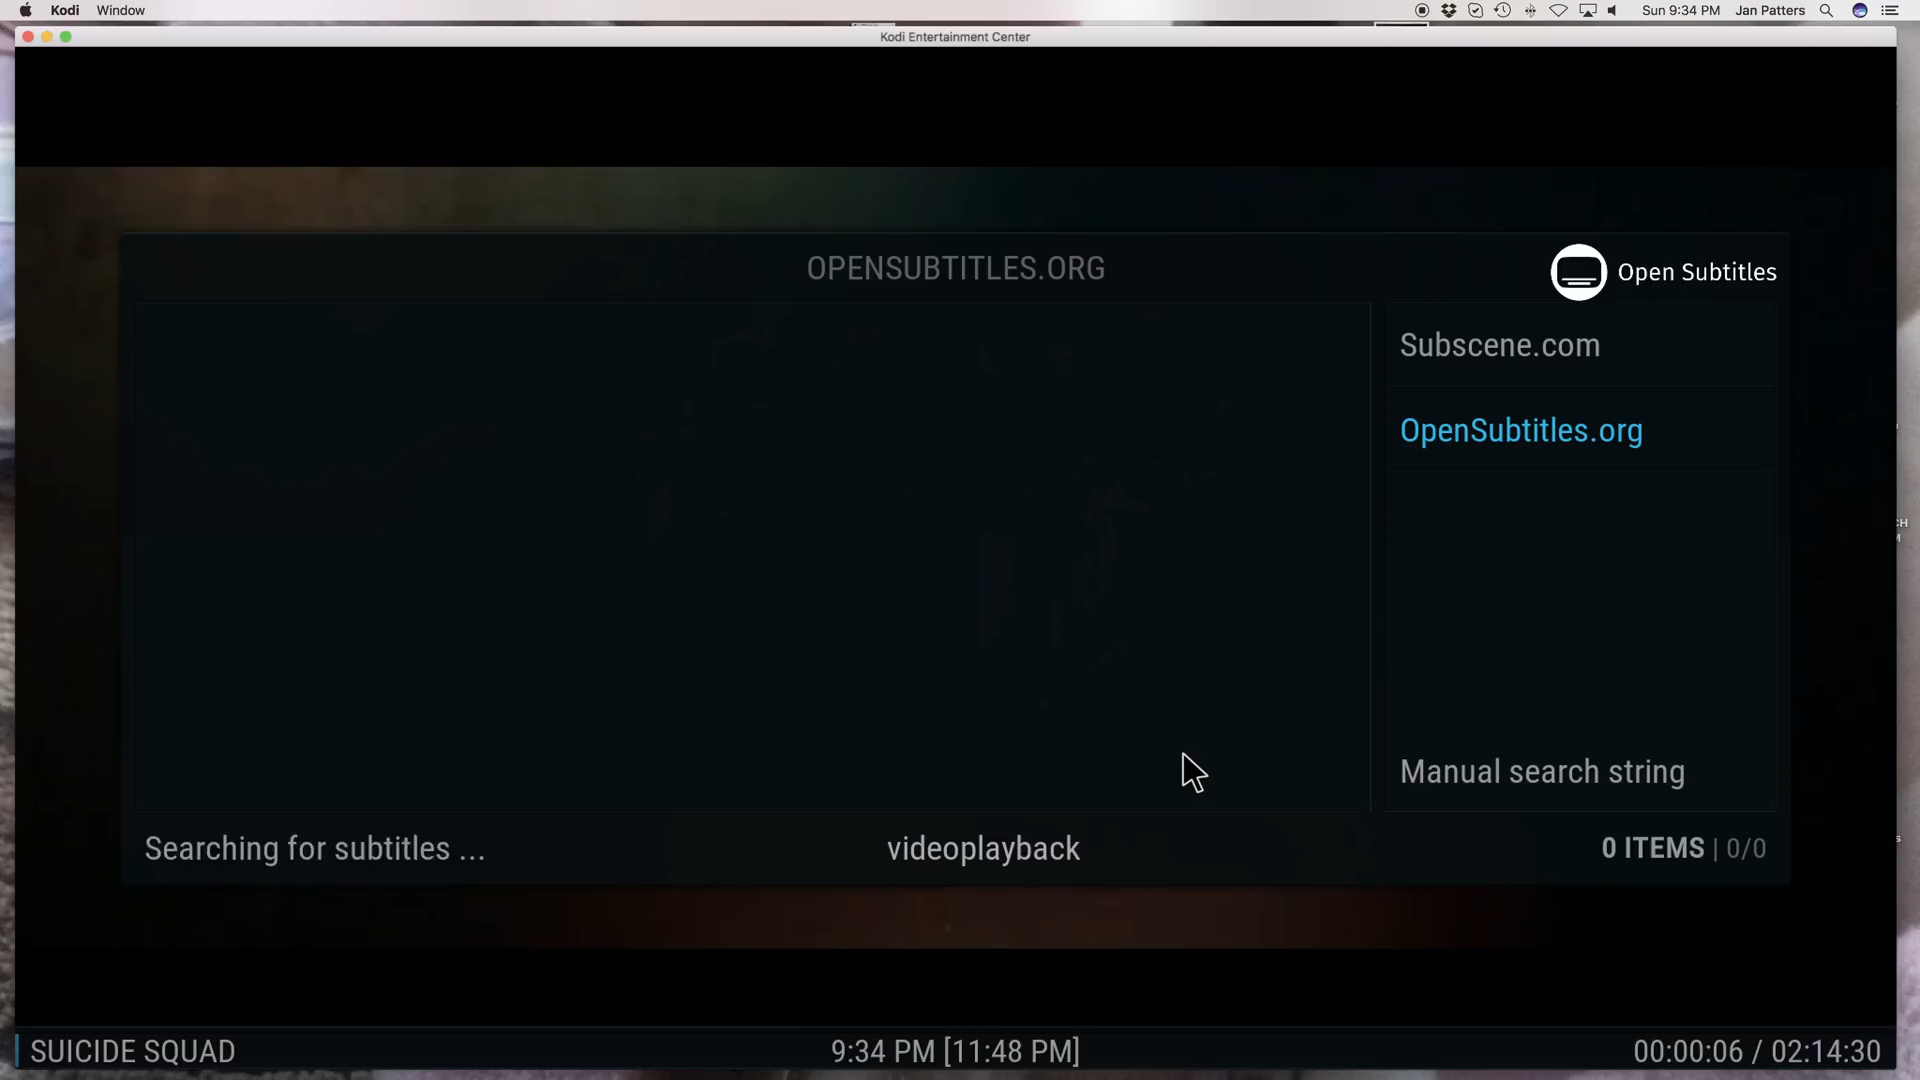 Kodi Window
Sun 9:34 PM Jan Patters
Kodi Entertainment Center
OPENSUBTITLES.ORG
Open Subtitles
Subscene.com
OpenSubtitles.org
Manual search string
Searching for subtitles ...
videoplayback
0 ITEMS | 0/0
SUICIDE SQUAD
9:34 PM [11:48 PM]
00:00:06 / 02:14:30